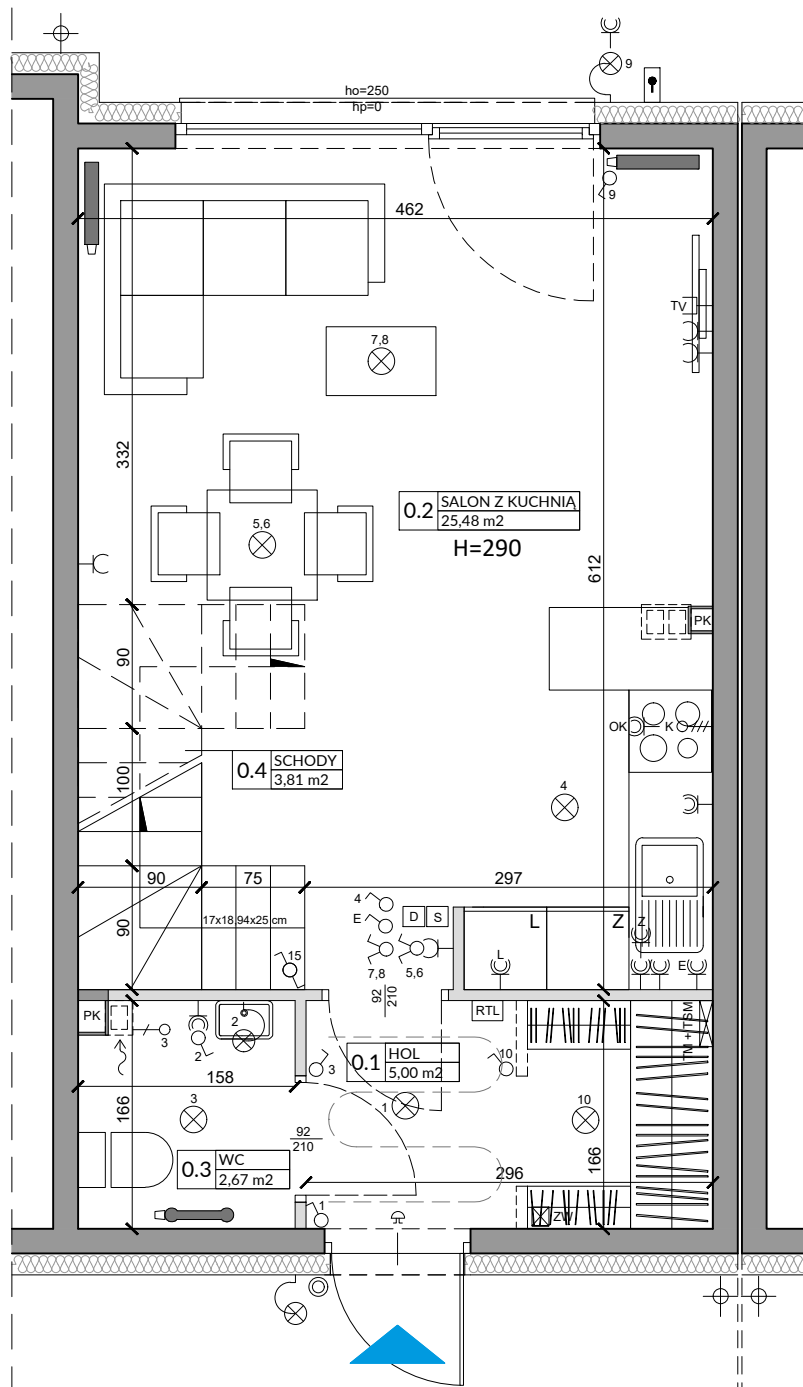 9
ho=250
hp=0
9
462
TV
7,8
332
0.2 SALON Z KUCHNIĄ
25,48 m2
H=290
5,6
612
PK
90
OK
K
0.4 SCHODY
3,81 m2
100
4
90
75
297
4
E
D
S
L
Z
Z
90
17x18,94x25 cm
15
7,8
5,6
L
E
92
210
PK
3
2
2
RTL
TM + TSM
0.1 HOL
5,00 m2
3
10
158
166
3
1
10
92
210
0.3 WC
2,67 m2
296
166
1
ZW